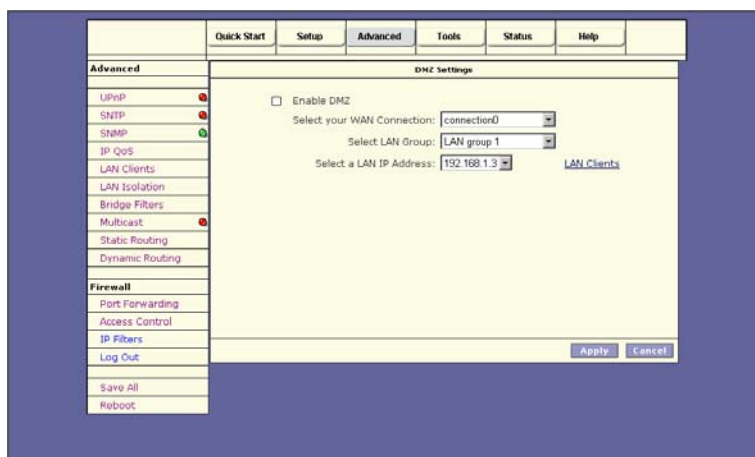 Quick Start Setup Advanced Tools Status Help
Advanced
DMZ Settings
UPnP
SNTP
SNMP
IP QoS
LAN Clients
LAN Isolation
Bridge Filters
Multicast
Static Routing
Dynamic Routing
Firewall
Port Forwarding
Access Control
IP Filters
Log Out
Save All
Reboot
Enable DMZ
Select your WAN Connection: connection0
Select LAN Group: LAN group 1
Select a LAN IP Address: 192.168.1.3 LAN Clients
Apply Cancel